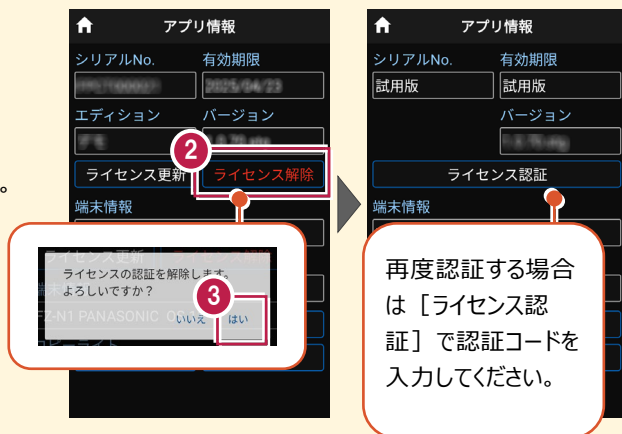 アプリ情報
シリアルNo.
有効期限
エディション
バージョン
2
ライセンス更新
ライセンス解除
端末情報
ライセンスの認証を解除します。
よろしいですか？
3
いいえ
はい
FZ-N1 PANASONIC
コピーライト
。
アプリ情報
シリアルNo.
有効期限
試用版
試用版
バージョン
ライセンス認証
端末情報
再度認証する場合
は［ライセンス認
証］で認証コードを
入力してください。